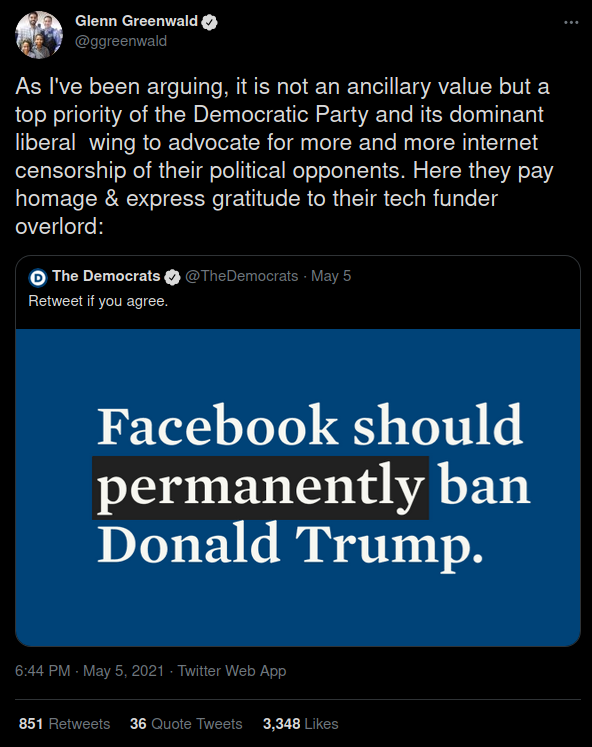 Glenn Greenwald
@ggreenwald
As I've been arguing, it is not an ancillary value but a
top priority of the Democratic Party and its dominant
liberal  wing to advocate for more and more internet
censorship of their political opponents. Here they pay
homage & express gratitude to their tech funder
overlord:
D The Democrats @TheDemocrats · May 5
Retweet if you agree.
Facebook should
permanently ban
Donald Trump.
6:44 PM · May 5, 2021 · Twitter Web App
851 Retweets 36 Quote Tweets 3,348 Likes